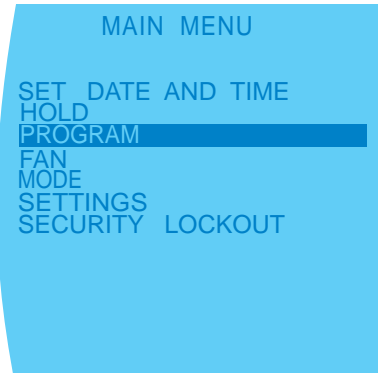 MAIN MENU
SET DATE AND TIME
HOLD
PROGRAM
FAN
MODE
SETTINGS
SECURITY LOCKOUT